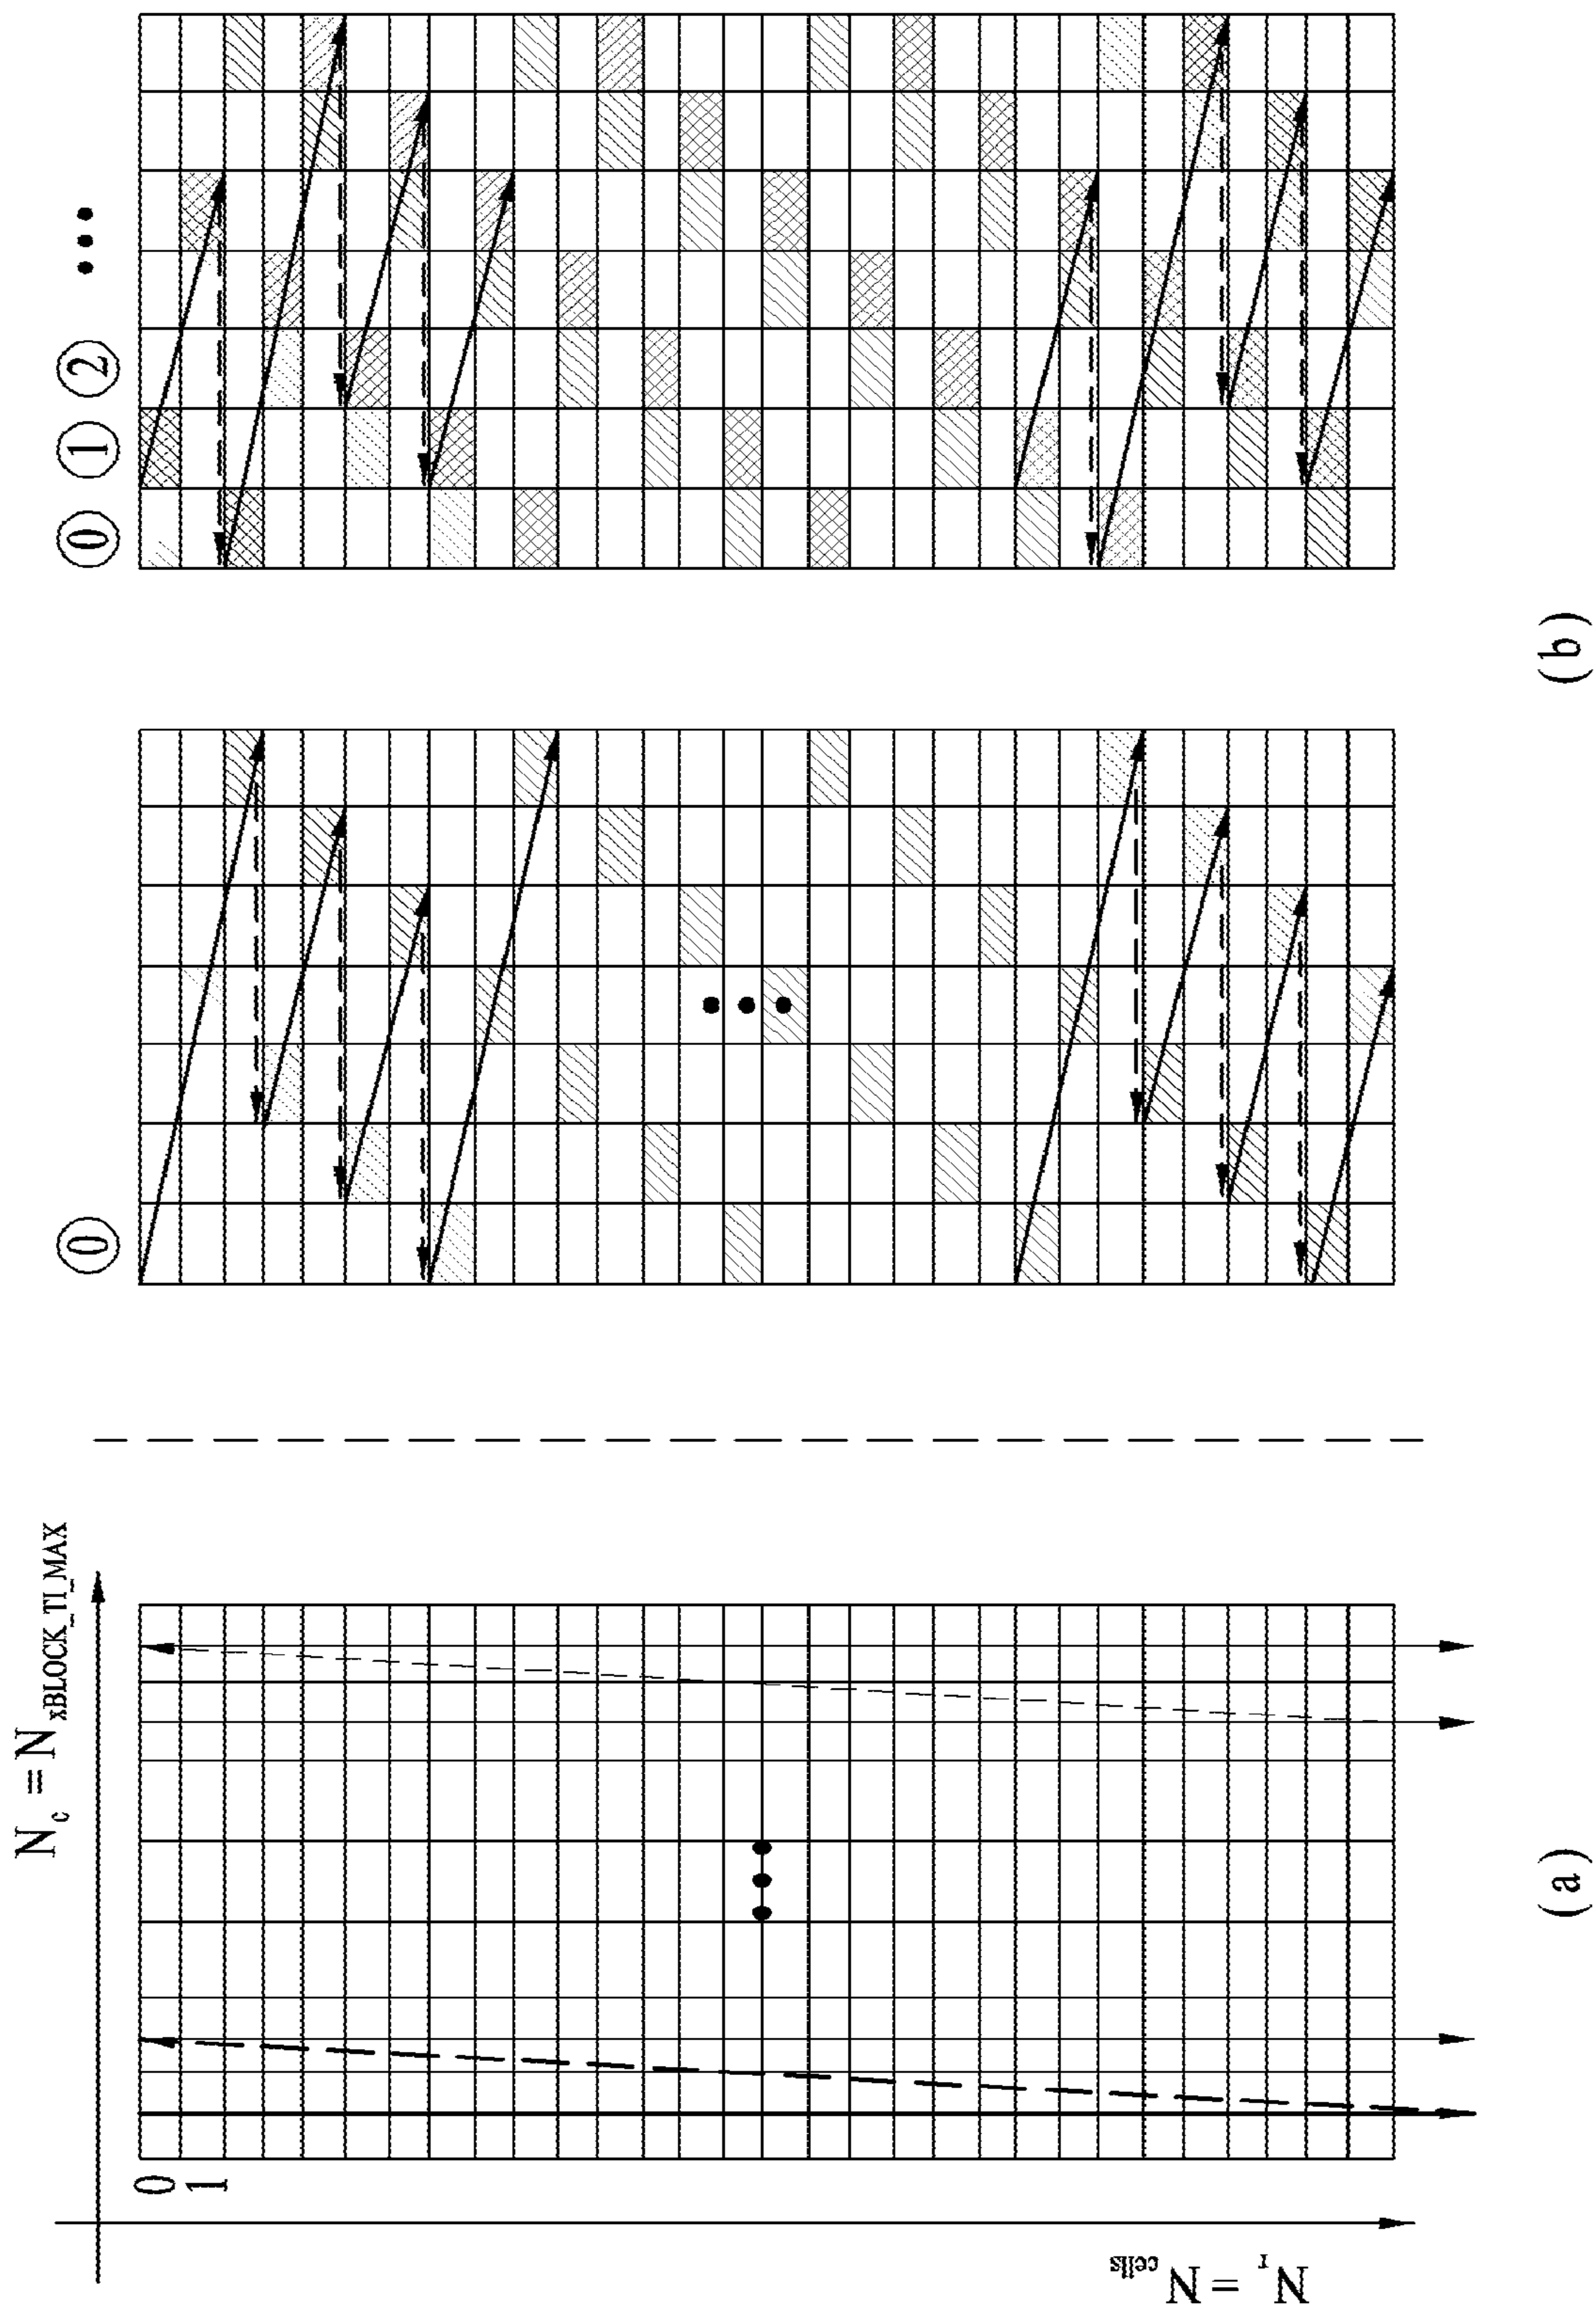 N_c = N_xBLOCK_TI_MAX
0
1
N_r = N_cells
(a)
⓪
⓪ ① ② •••
(b)